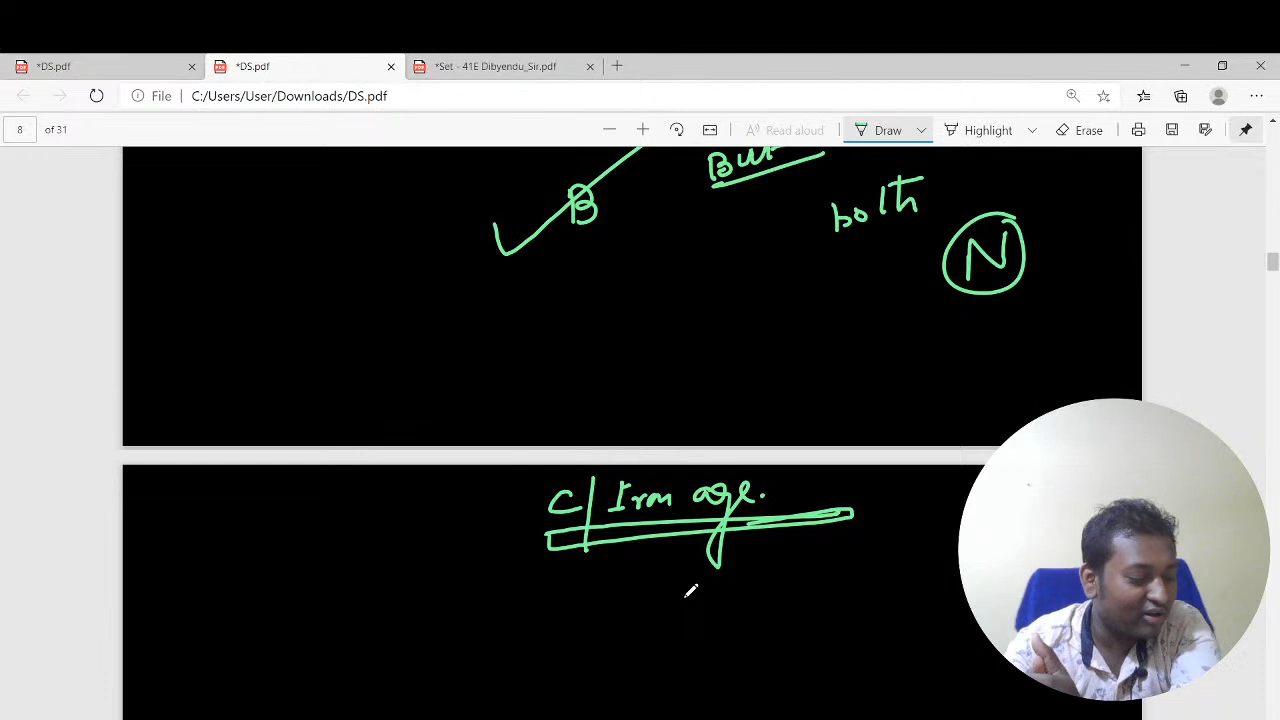 *DS.pdf
*DS.pdf
*Set - 41E Dibyendu_Sir.pdf
File
C:/Users/User/Downloads/DS.pdf
8 of 31
Read aloud
Draw
Highlight
Erase
B
both
N
C/ Iron age.